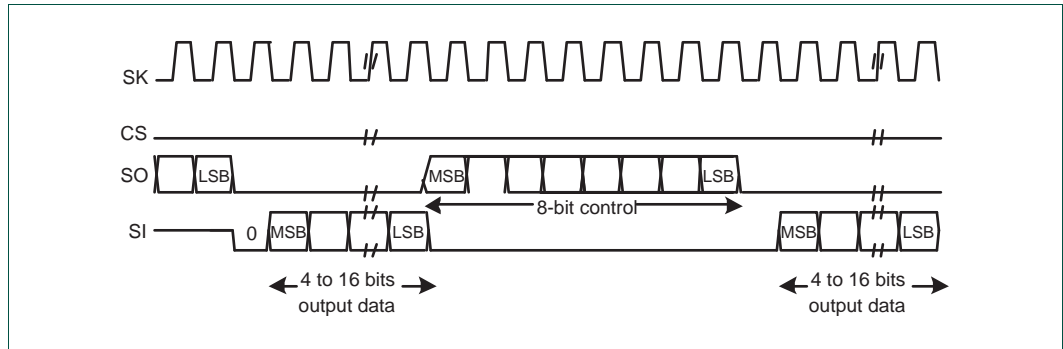 SK
CS
SO LSB MSB LSB
8-bit control
SI 0 MSB LSB MSB LSB
4 to 16 bits 4 to 16 bits
output data output data